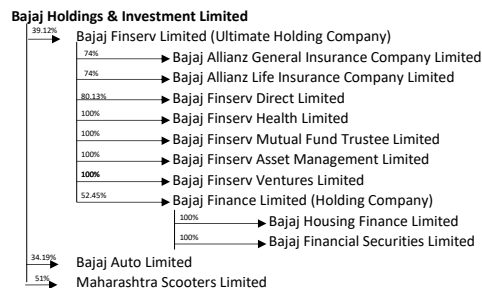 Bajaj Holdings & Investment Limited
39.12% Bajaj Finserv Limited (Ultimate Holding Company)
74% Bajaj Allianz General Insurance Company Limited
74% Bajaj Allianz Life Insurance Company Limited
80.13% Bajaj Finserv Direct Limited
100% Bajaj Finserv Health Limited
100% Bajaj Finserv Mutual Fund Trustee Limited
100% Bajaj Finserv Asset Management Limited
100% Bajaj Finserv Ventures Limited
52.45% Bajaj Finance Limited (Holding Company)
100% Bajaj Housing Finance Limited
100% Bajaj Financial Securities Limited
34.19% Bajaj Auto Limited
51% Maharashtra Scooters Limited